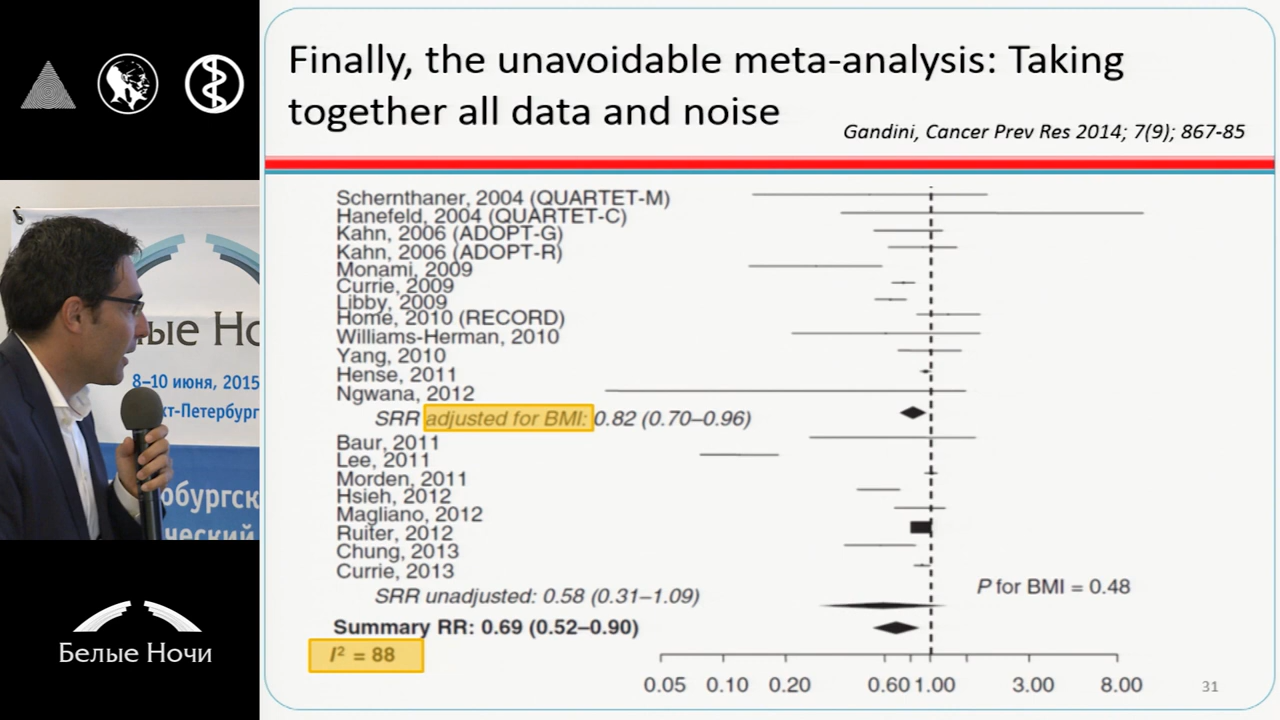 Finally, the unavoidable meta-analysis: Taking
together all data and noise
Gandini, Cancer Prev Res 2014; 7(9); 867-85
Schernthaner, 2004 (QUARTET-M)
Hanefeld, 2004 (QUARTET-C)
Kahn, 2006 (ADOPT-G)
Kahn, 2006 (ADOPT-R)
Monami, 2009
Currie, 2009
Libby, 2009
Home, 2010 (RECORD)
Williams-Herman, 2010
Yang, 2010
Hense, 2011
Ngwana, 2012
SRR adjusted for BMI: 0.82 (0.70–0.96)
Baur, 2011
Lee, 2011
Morden, 2011
Hsieh, 2012
Magliano, 2012
Ruiter, 2012
Chung, 2013
Currie, 2013
SRR unadjusted: 0.58 (0.31–1.09)
P for BMI = 0.48
Summary RR: 0.69 (0.52–0.90)
I² = 88
0.05 0.10 0.20 0.60 1.00 3.00 8.00
31
ые Но
8–10 июня, 2015
кт-Петербург
рбургск
ческий
Белые Ночи